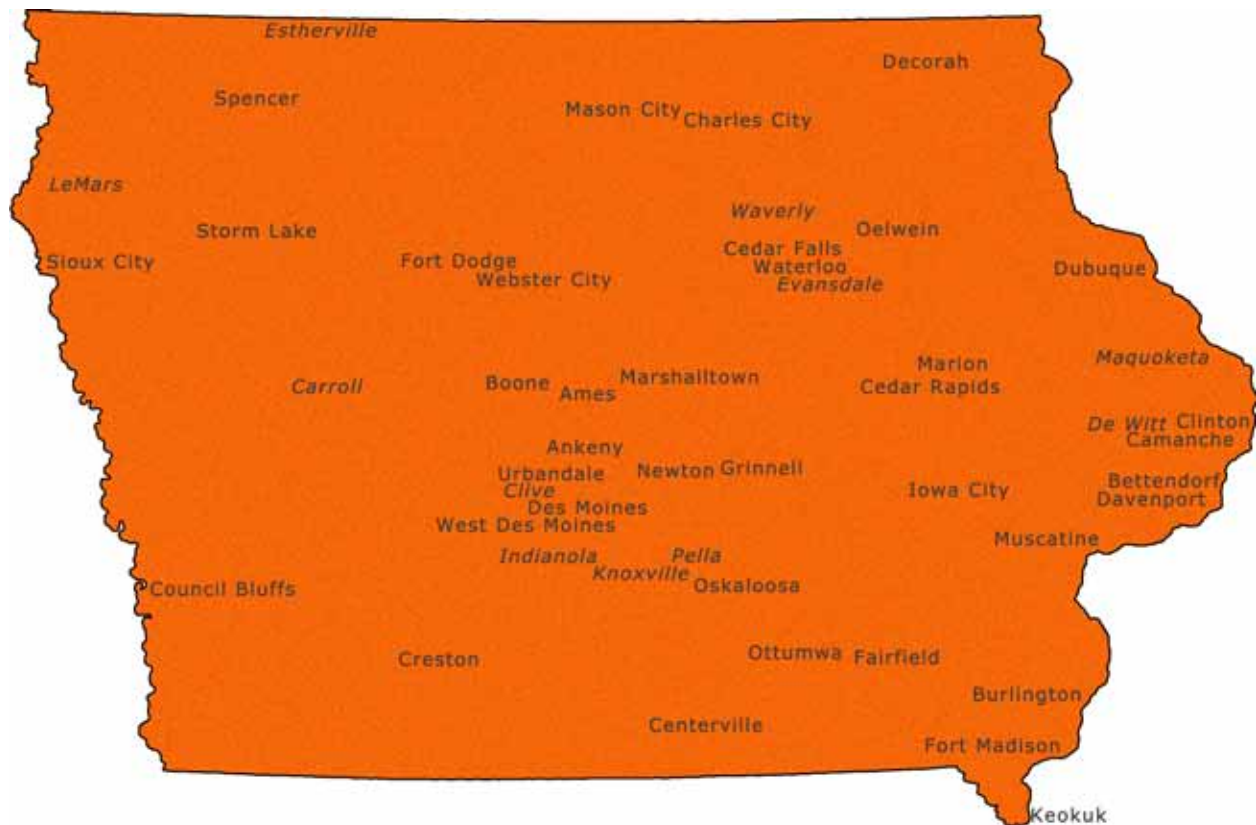 Estherville
Decorah
Spencer
Mason City
Charles City
LeMars
Waverly
Storm Lake
Oelwein
Cedar Falls
Sioux City
Fort Dodge
Waterloo
Dubuque
Webster City
Evansdale
Maquoketa
Marion
Marshalltown
Carroll
Boone
Cedar Rapids
Ames
De Witt
Clinton
Camanche
Ankeny
Grinnell
Newton
Urbandale
Bettendorf
Clive
Iowa City
Davenport
Des Moines
West Des Moines
Muscatine
Indianola
Pella
Knoxville
Oskaloosa
Council Bluffs
Ottumwa
Fairfield
Creston
Burlington
Centerville
Fort Madison
Keokuk